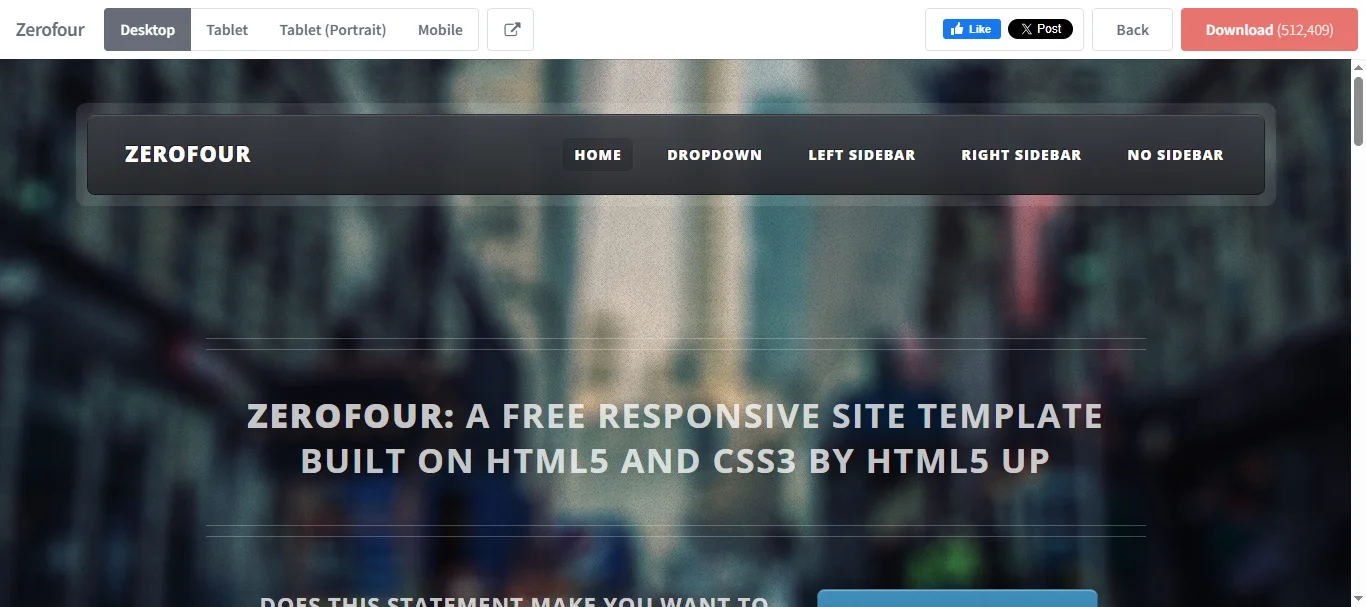 Zerofour
Desktop
Tablet
Tablet (Portrait)
Mobile
Like
Post
Back
Download (512,409)
ZEROFOUR
HOME
DROPDOWN
LEFT SIDEBAR
RIGHT SIDEBAR
NO SIDEBAR
ZEROFOUR: A FREE RESPONSIVE SITE TEMPLATE
BUILT ON HTML5 AND CSS3 BY HTML5 UP
DOES THIS STATEMENT MAKE YOU WANT TO